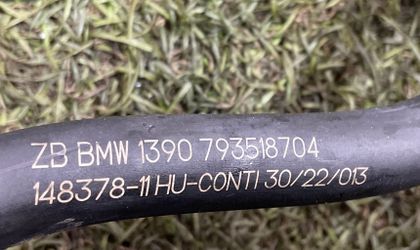 ZB BMW 1390 793518704
148378-11 HU-CONTI 30/22/013